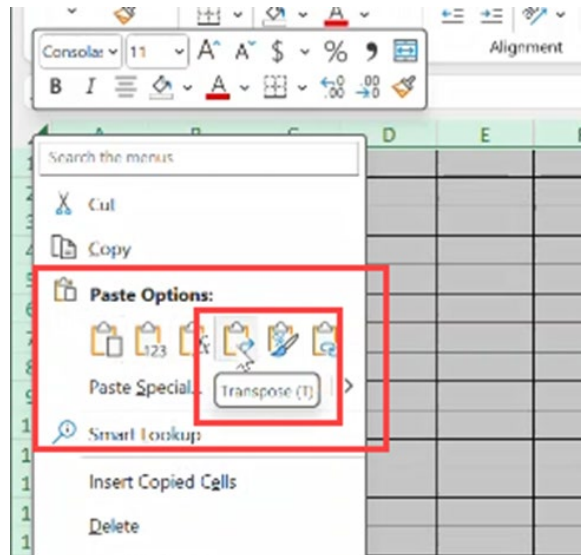 Consolas 11 A^ A˅ $ % 9
B I A .00
Alignment
A B C D E
Search the menus
Cut
Copy
Paste Options:
123
Paste Special...
Transpose (T)
Smart Lookup
Insert Copied Cells
Delete